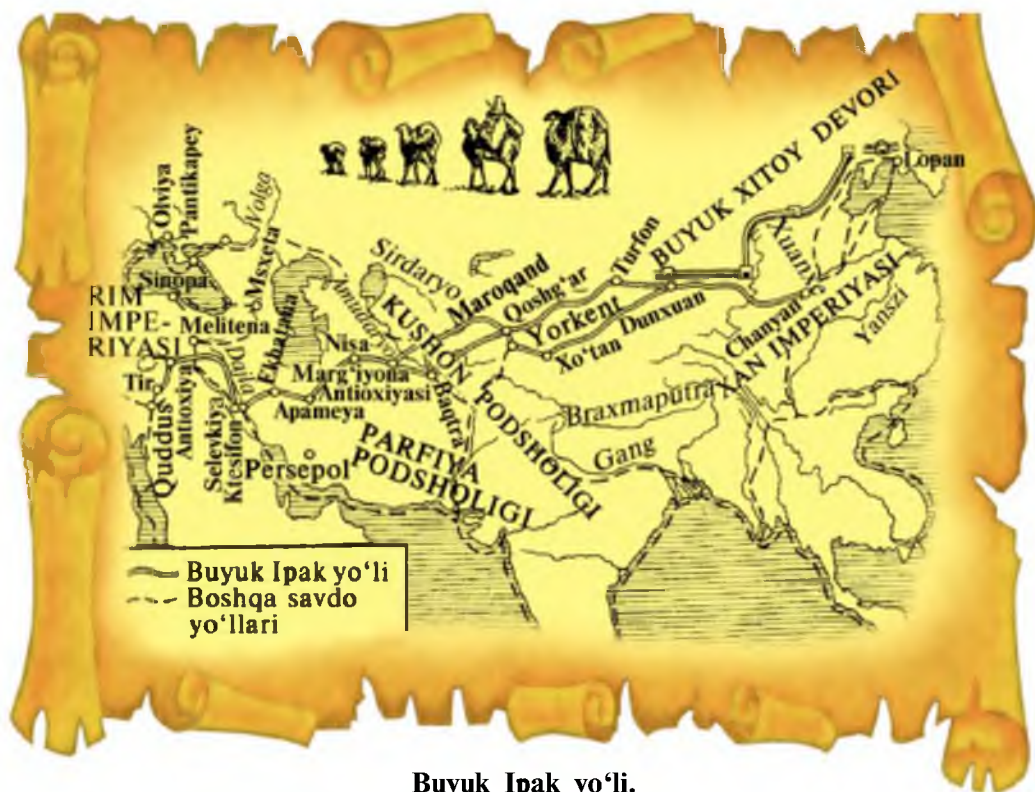 BUYUK XITOY DEVORI
Lopan
Olviya
Pantikapey
Volga
Sinopa
Msxeta
Sirdaryo
Maroqand
Qoshg‘ar
Turfon
Xuanxe
RIM
IMPE-
RIYASI
Melitena
Dajla
Ekbatana
Amudaryo
KUSHON PODSHOLIGI
Nisa
Yorkent
Dunxuan
Xo‘tan
Chanyan
XAN IMPERIYASI
Yanszi
Tir
Marg‘iyona
Antioxiyasi
Apameya
Baqtra
Braxmaputra
Quddus
Antioxiya
Selevkiya
Ktesifon
Persepol
PARFIYA
PODSHOLIGI
Gang
Buyuk Ipak yo‘li
Boshqa savdo
yo‘llari
Buyuk Ipak yo‘li.